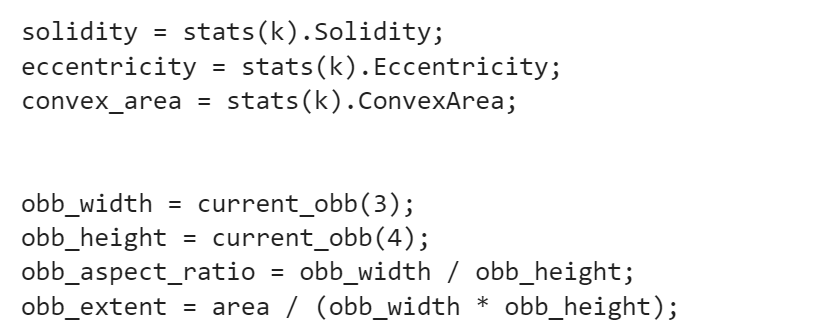 solidity = stats(k).Solidity;
eccentricity = stats(k).Eccentricity;
convex_area = stats(k).ConvexArea;
obb_width = current_obb(3);
obb_height = current_obb(4);
obb_aspect_ratio = obb_width / obb_height;
obb_extent = area / (obb_width * obb_height);